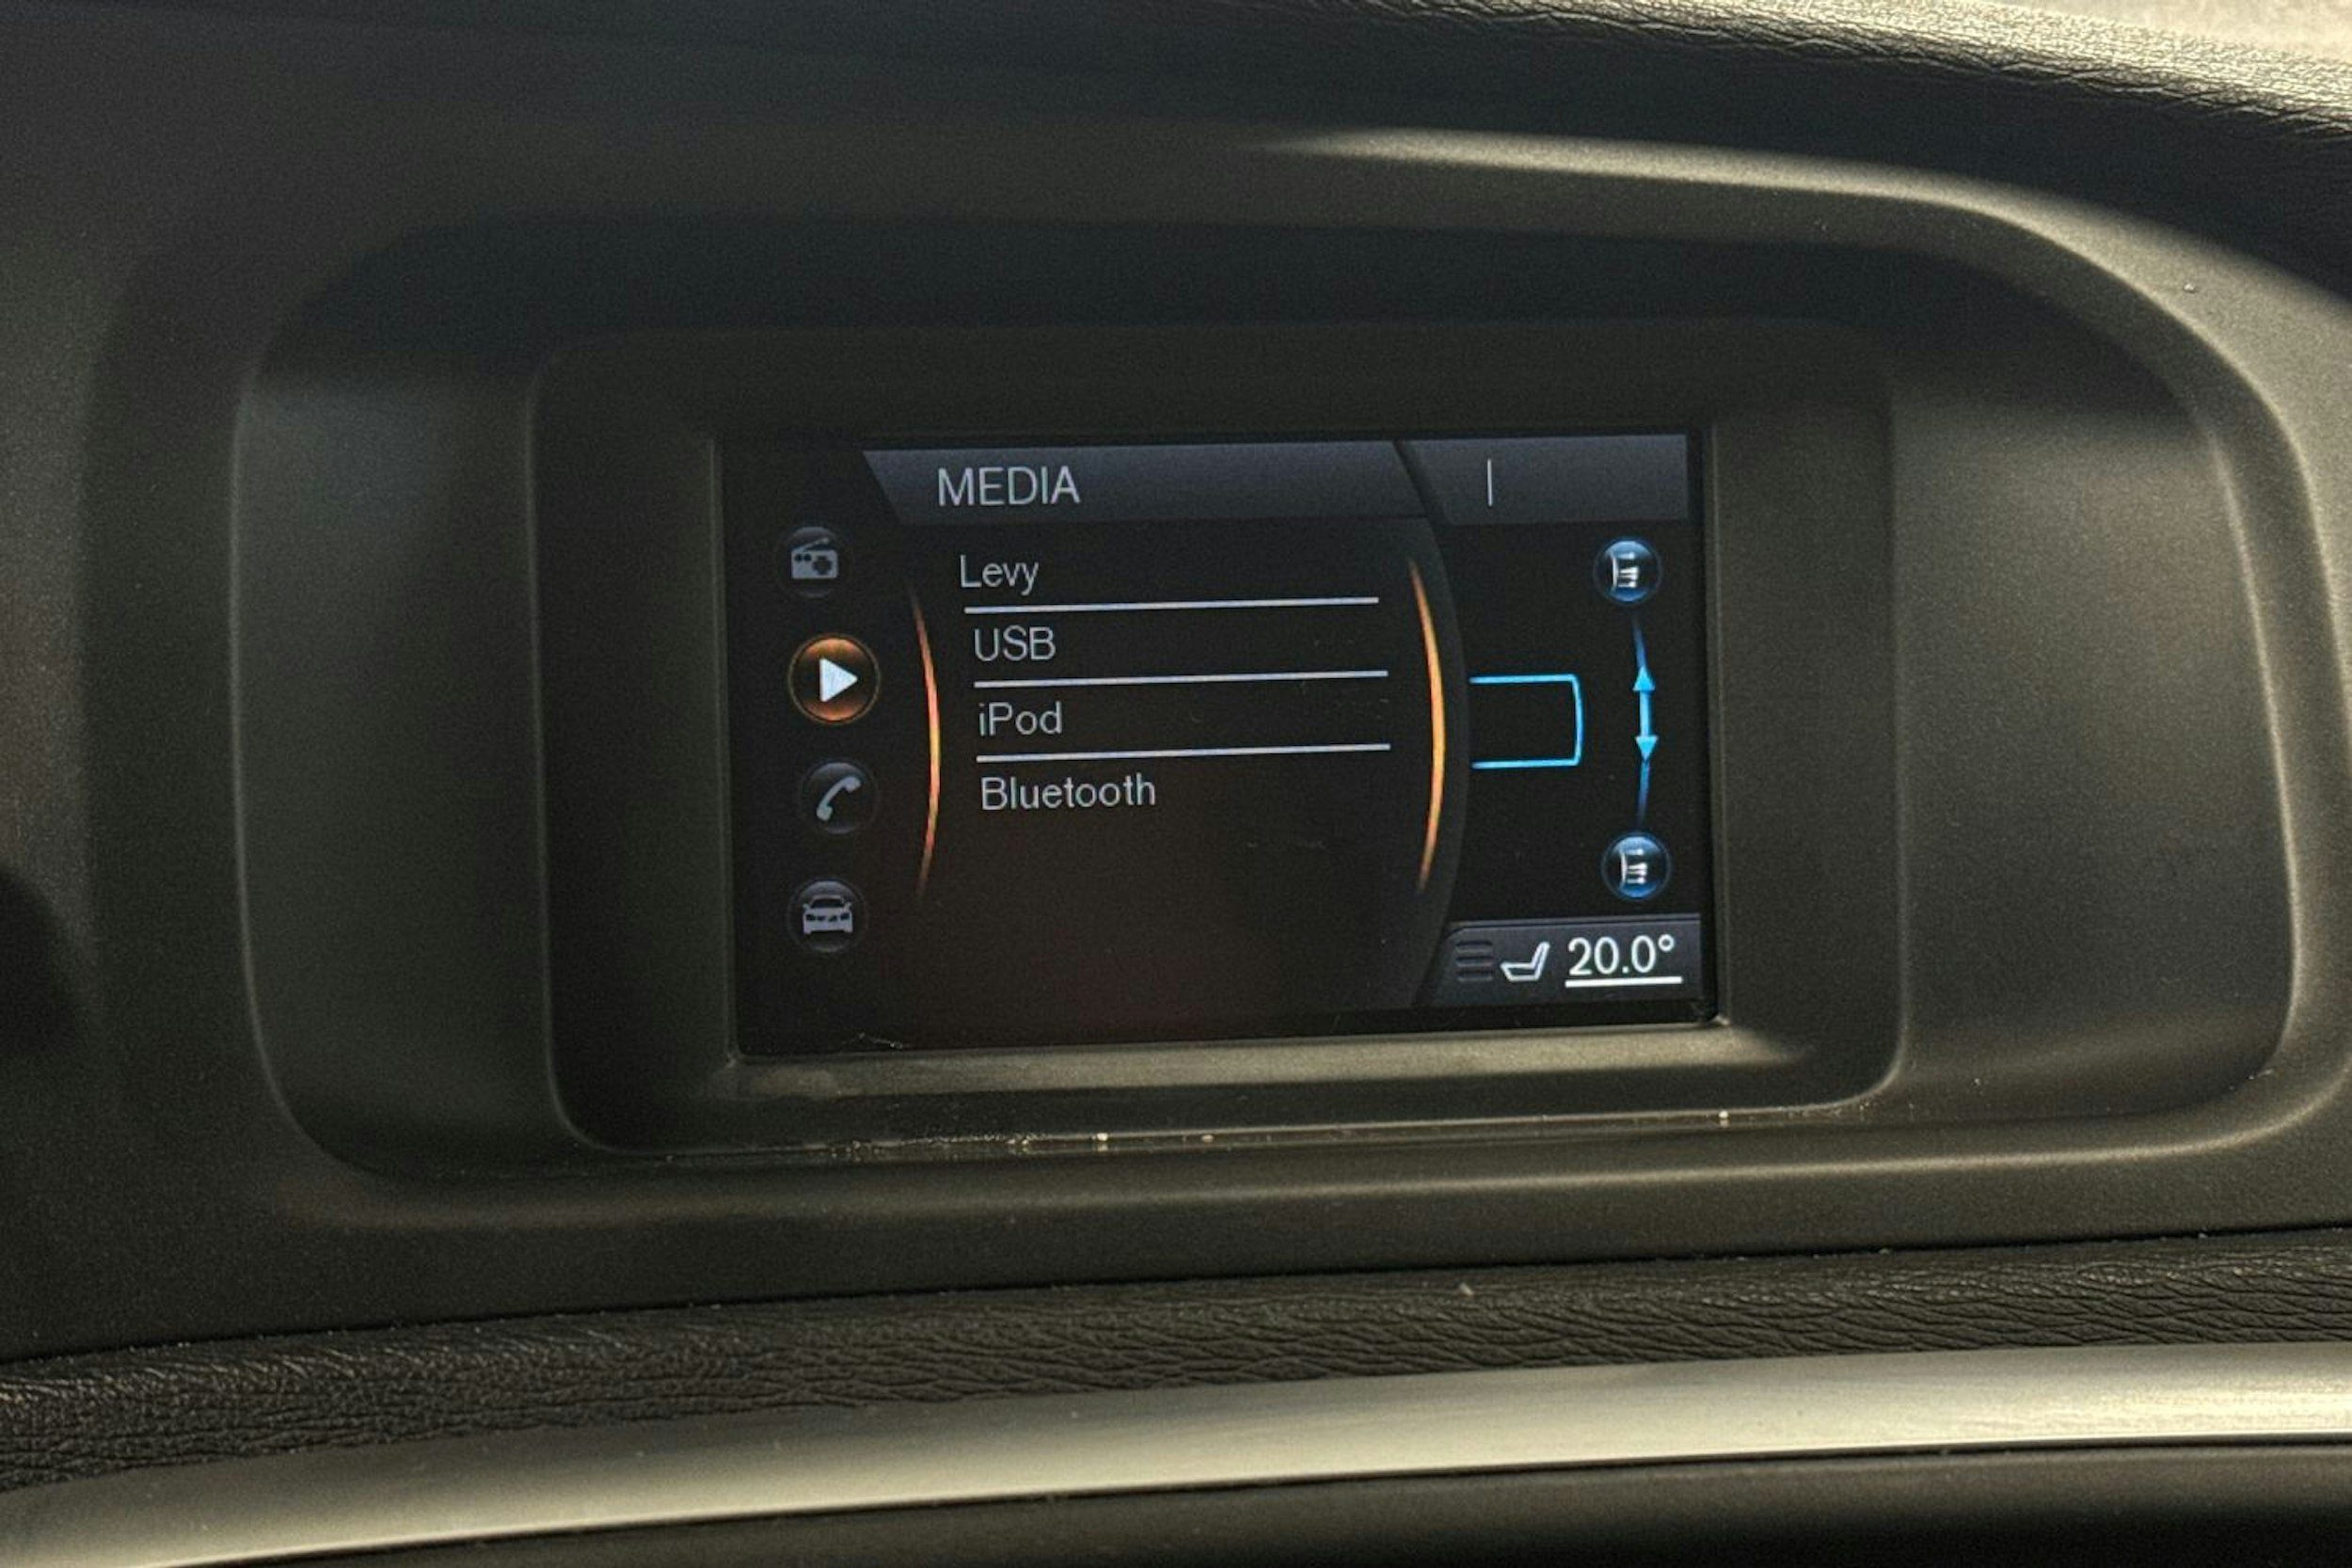 MEDIA
Levy
USB
iPod
Bluetooth
20.0°